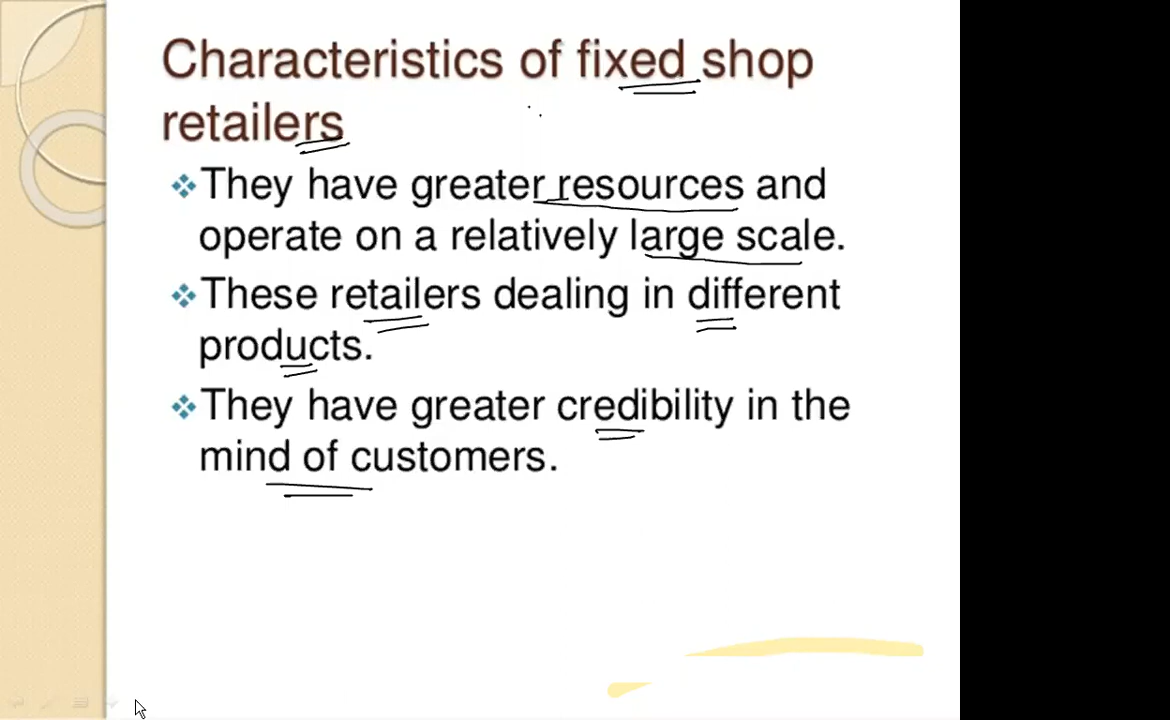 Characteristics of fixed shop
retailers
They have greater resources and
operate on a relatively large scale.
These retailers dealing in different
products.
They have greater credibility in the
mind of customers.